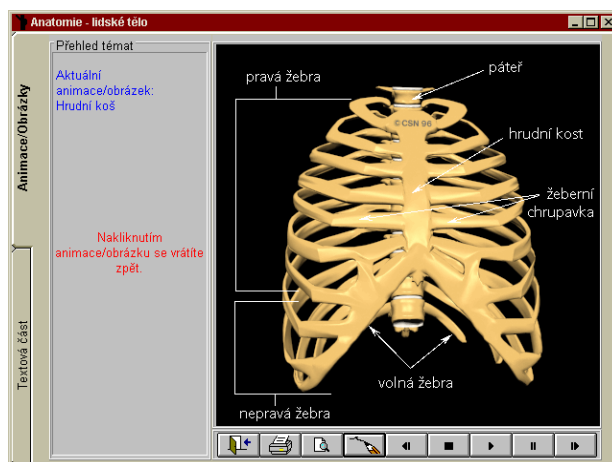 Anatomie - lidské tělo
Animace/Obrázky
Textová část
Přehled témat
Aktuální
animace/obrázek:
Hrudní koš
Nakliknutím
animace/obrázku se vrátíte
zpět.
pravá žebra
páteř
©CSN 96
hrudní kost
žeberní
chrupavka
volná žebra
nepravá žebra